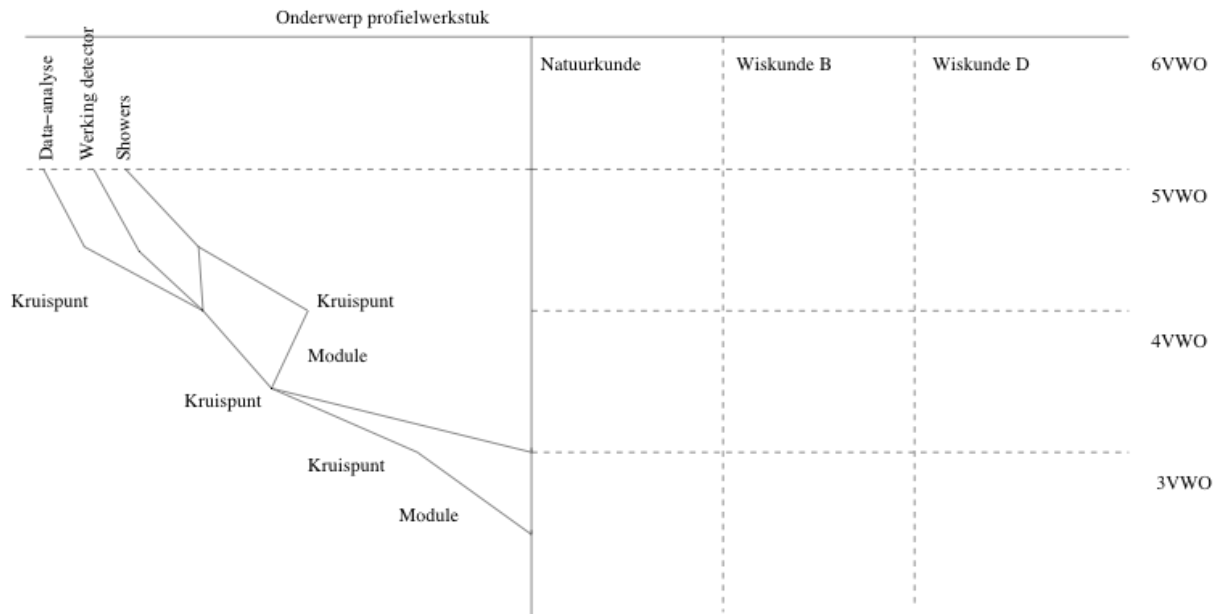 Onderwerp profielwerkstuk
Data-analyse
Werking detector
Showers
Natuurkunde
Wiskunde B
Wiskunde D
6VWO
5VWO
Kruispunt
Kruispunt
4VWO
Module
Kruispunt
Kruispunt
3VWO
Module